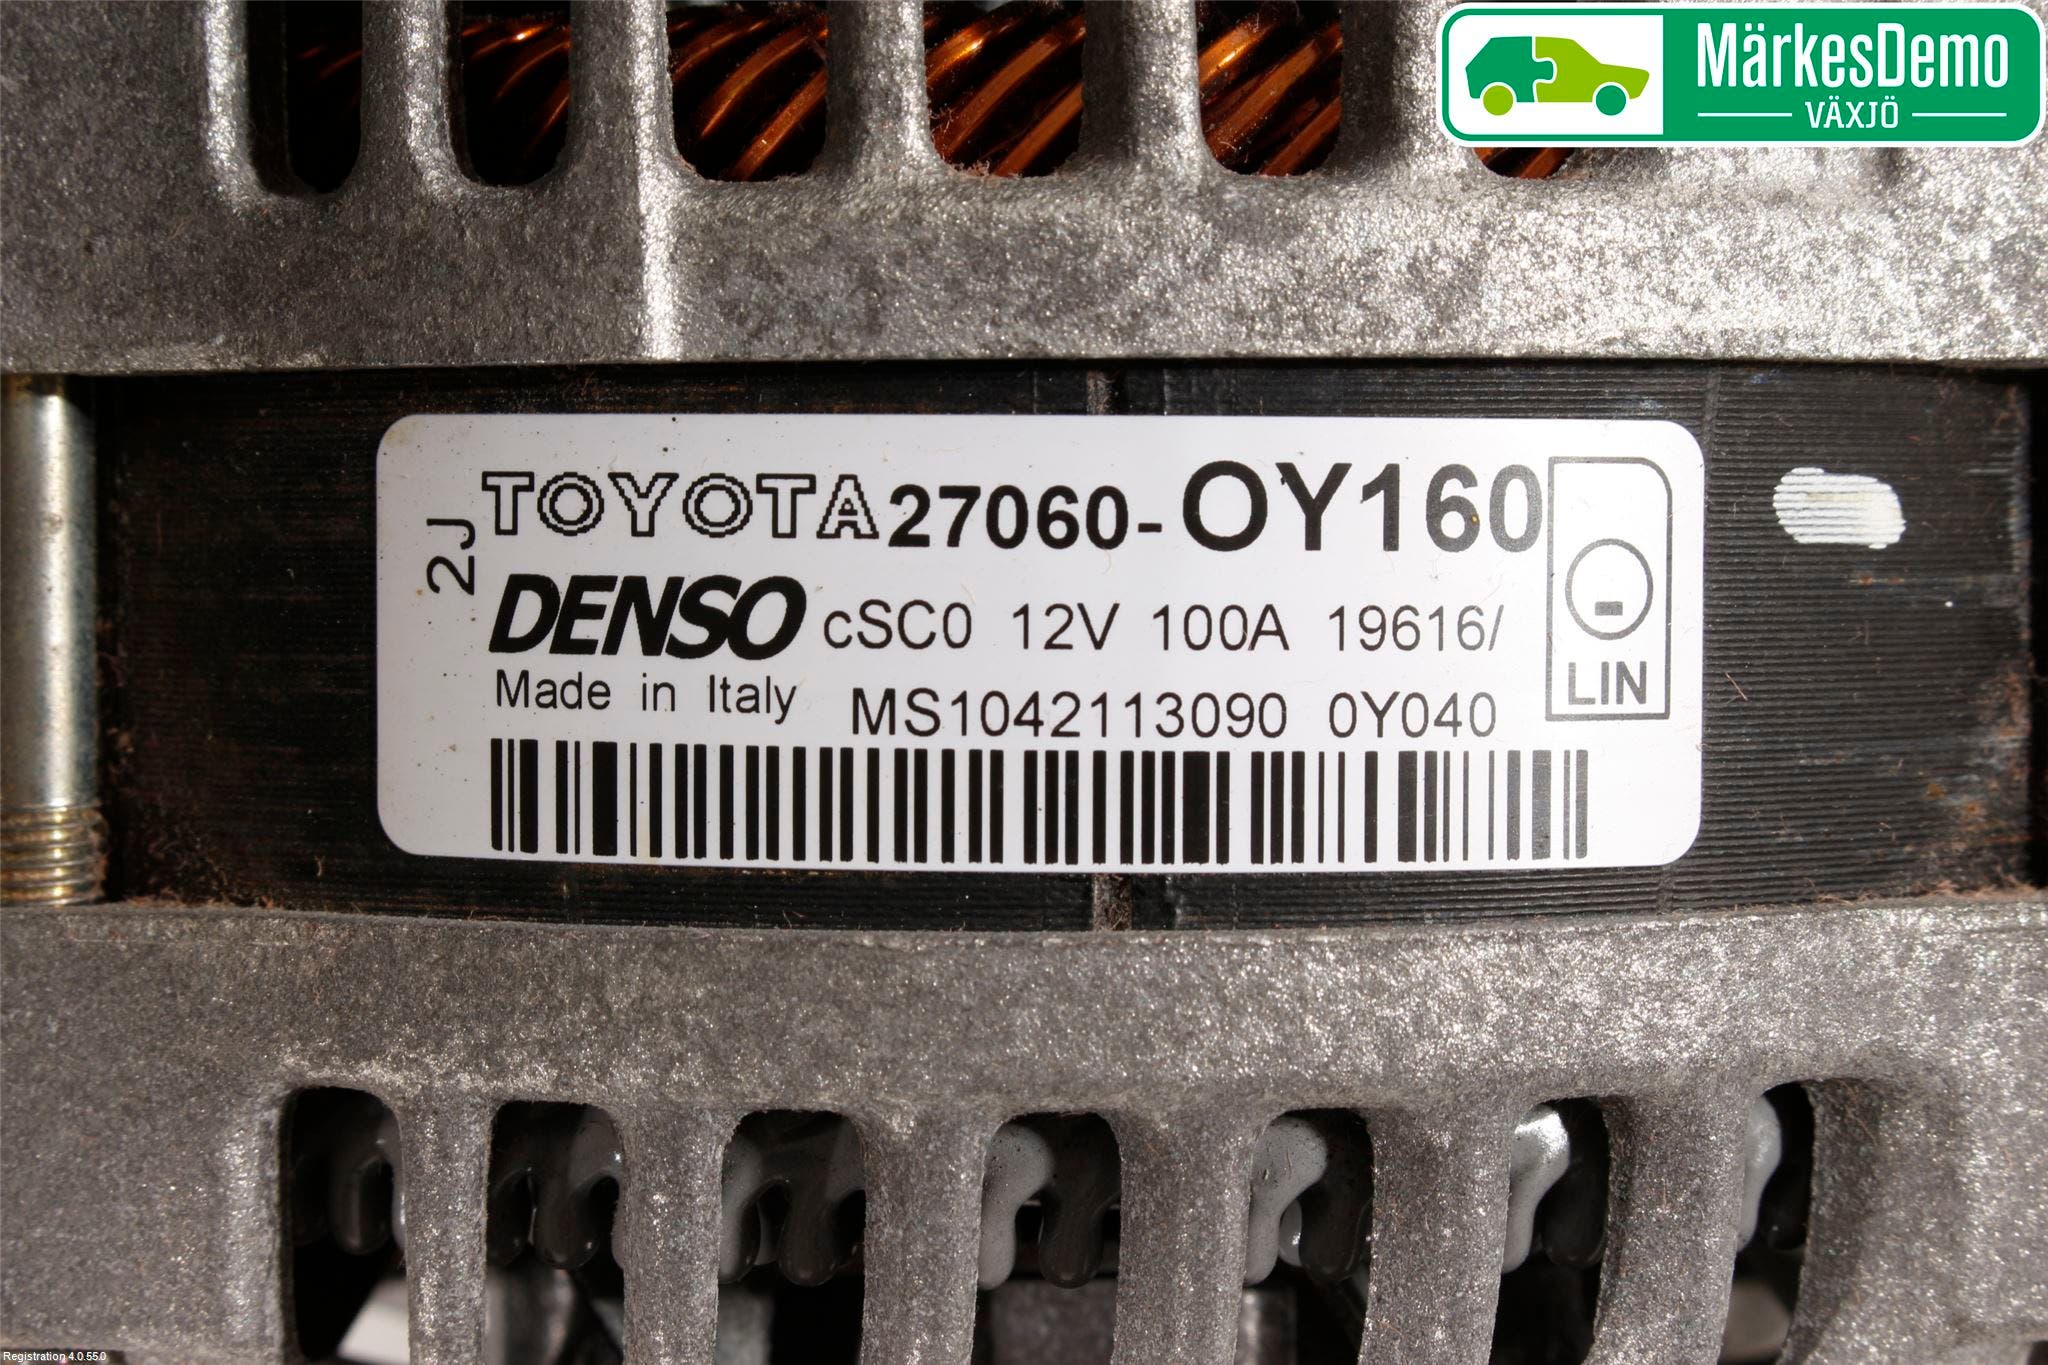 MärkesDemo
VÄXJÖ
2J
TOYOTA 27060-OY160
DENSO cSC0 12V 100A 19616/
Made in Italy MS1042113090 0Y040
LIN
Registration 4.0.55.0